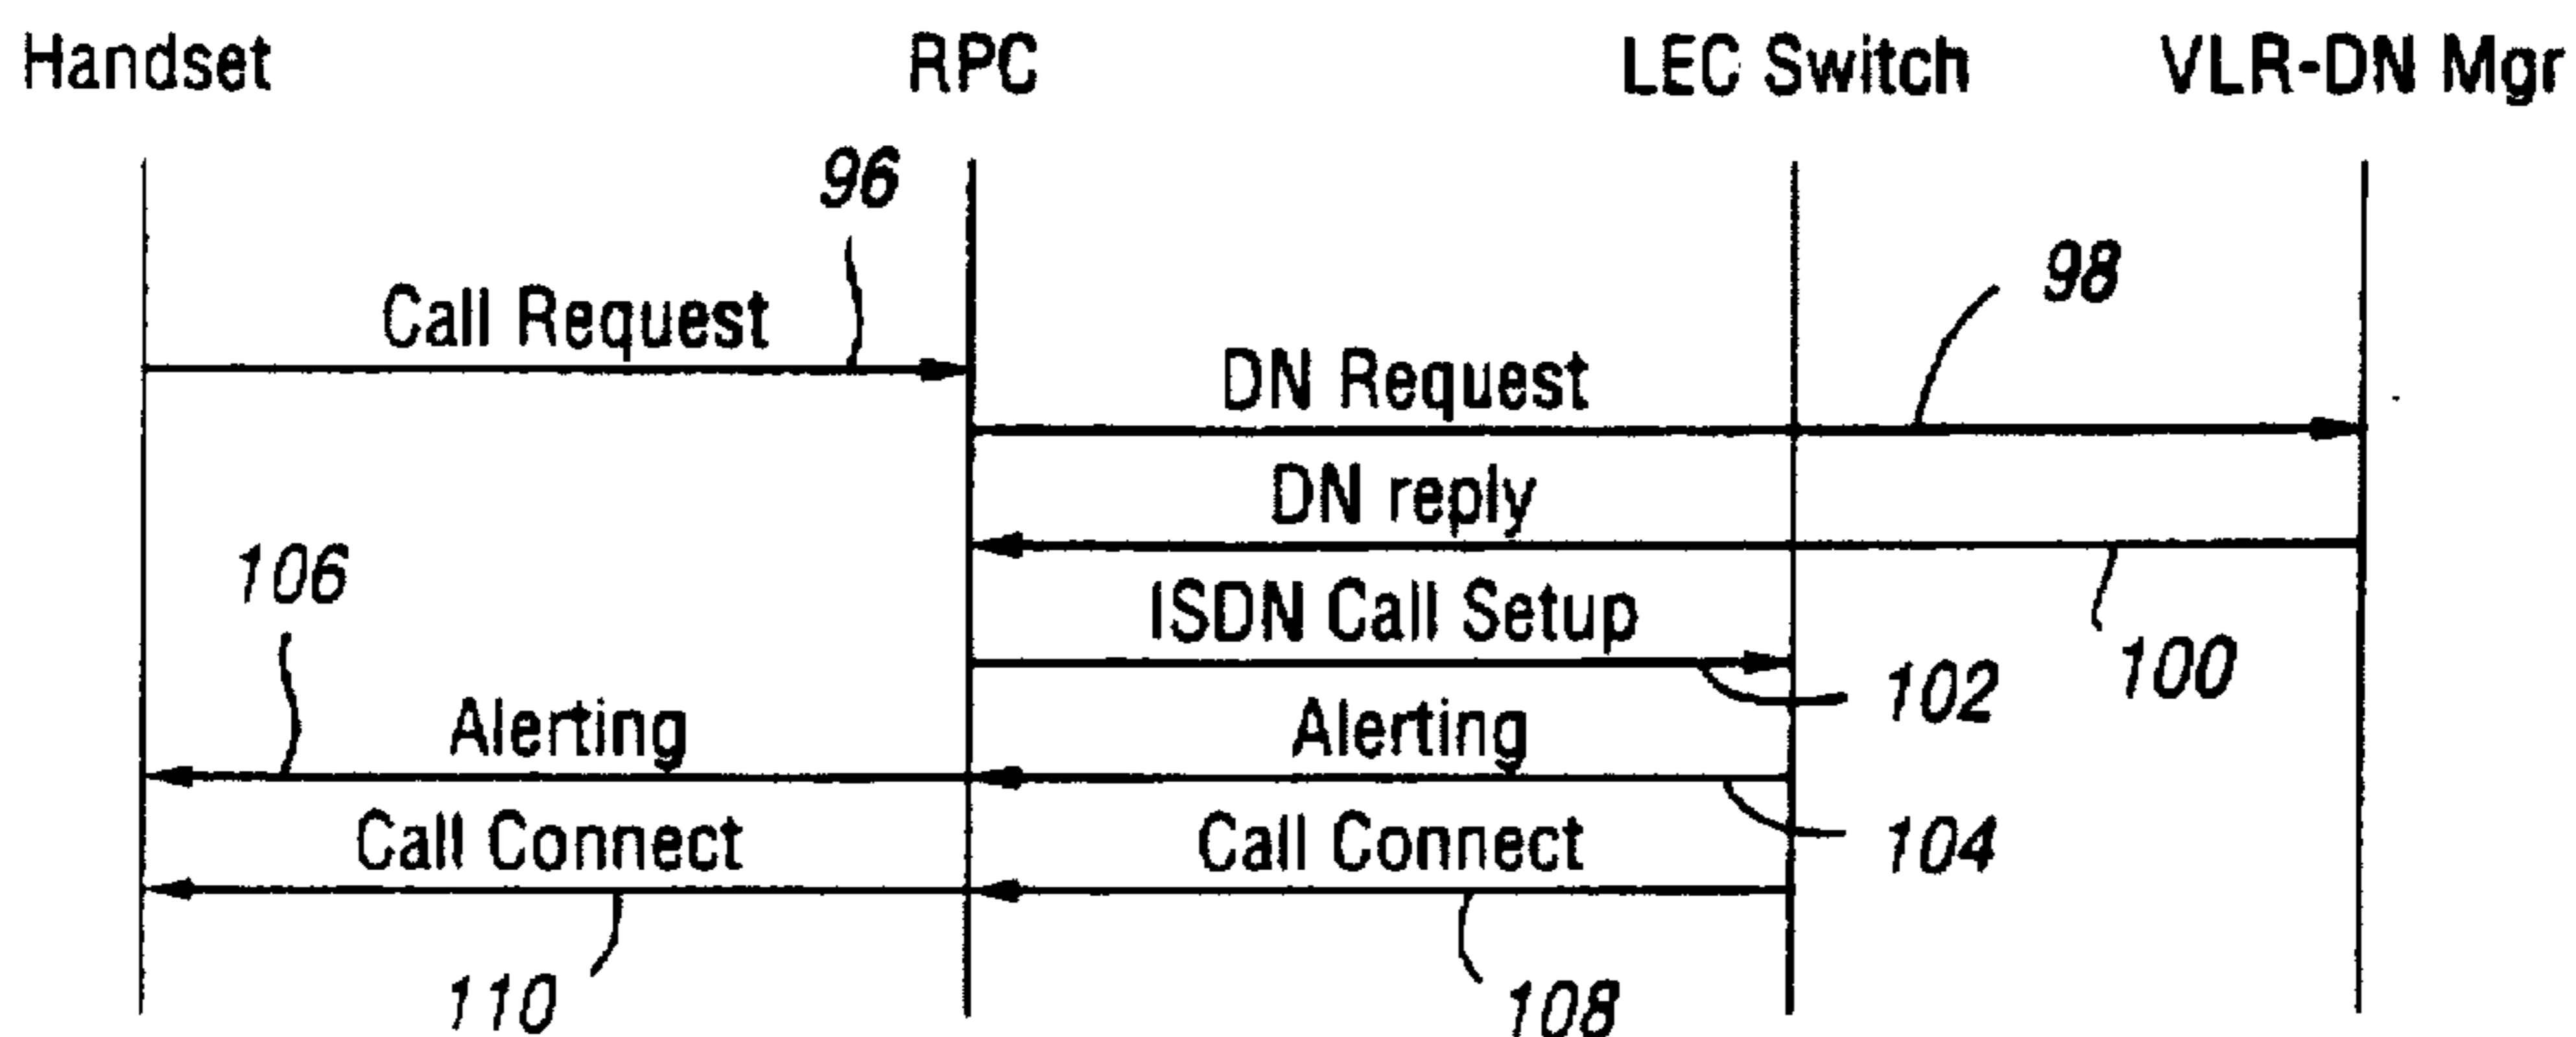 Handset RPC LEC Switch VLR-DN Mgr
96
98
Call Request
DN Request
DN reply
106
ISDN Call Setup
100
102
Alerting Alerting
Call Connect Call Connect
104
110
108